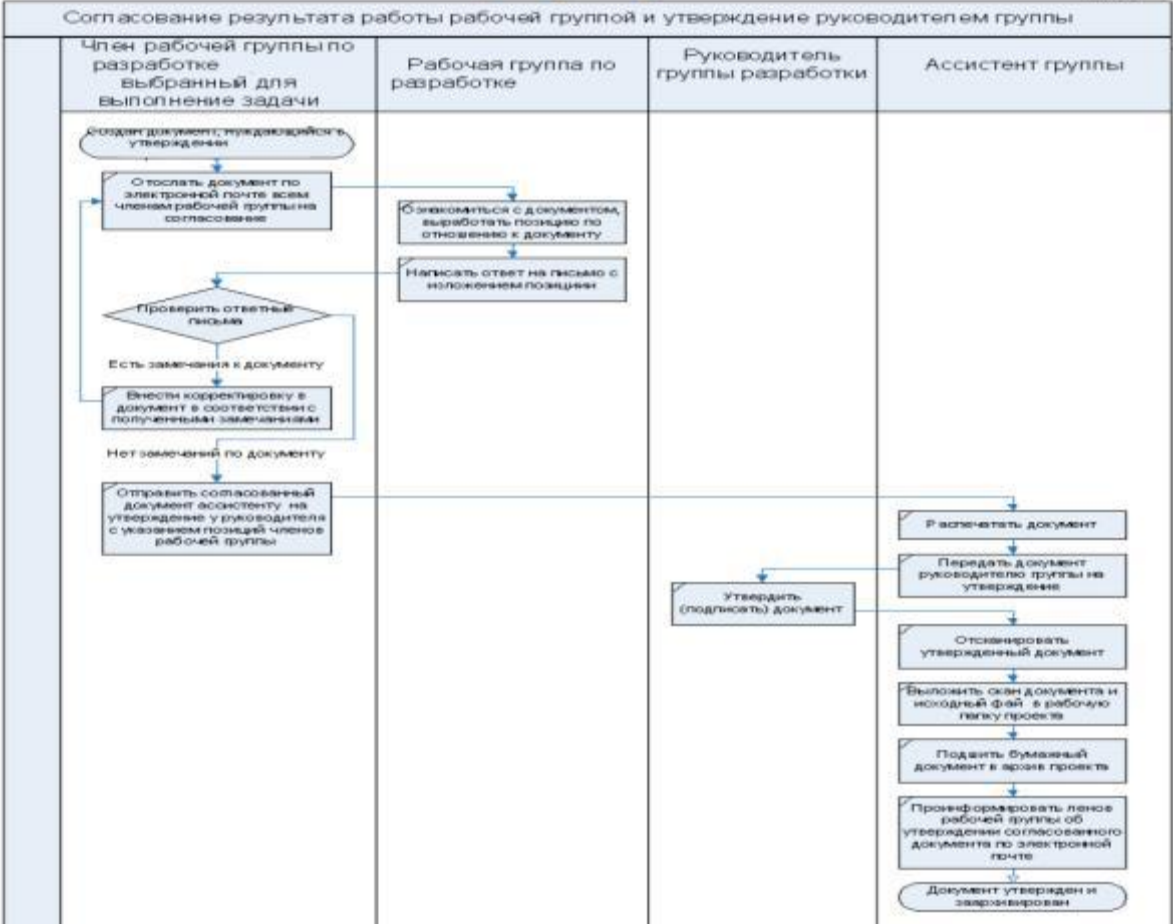 Согласование результата работы рабочей группой и утверждение руководителем группы
Член рабочей группы по
разработке
выбранный для
выполнение задачи
Рабочая группа по
разработке
Руководитель
группы разработки
Ассистент группы
Создан документ, нуждающийся в
утверждении
Отослать документ по
электронной почте всем
членам рабочей группы на
согласование
Ознакомиться с документом,
выработать позицию по
отношению к документу
Написать ответ на письмо с
изложением позициии
Проверить ответные
письма
Есть замечания к документу
Внести корректировку в
документ в соответствии с
полученными замечаниями
Нет замечаний по документу
Отправить согласованный
документ ассистенту на
утверждение у руководителя
с указанием позиций членов
рабочей группы
Распечатать документ
Передать документ
руководителю группы на
утверждение
Утвердить
(подписать) документ
Отсканировать
утвержденный документ
Выложить скан документа и
исходный фай в рабочую
папку проекта
Подшить бумажный
документ в архив проекта
Проинформировать ленов
рабочей группы об
утверждении согласованного
документа по электронной
почте
Документ утвержден и
заархивирован